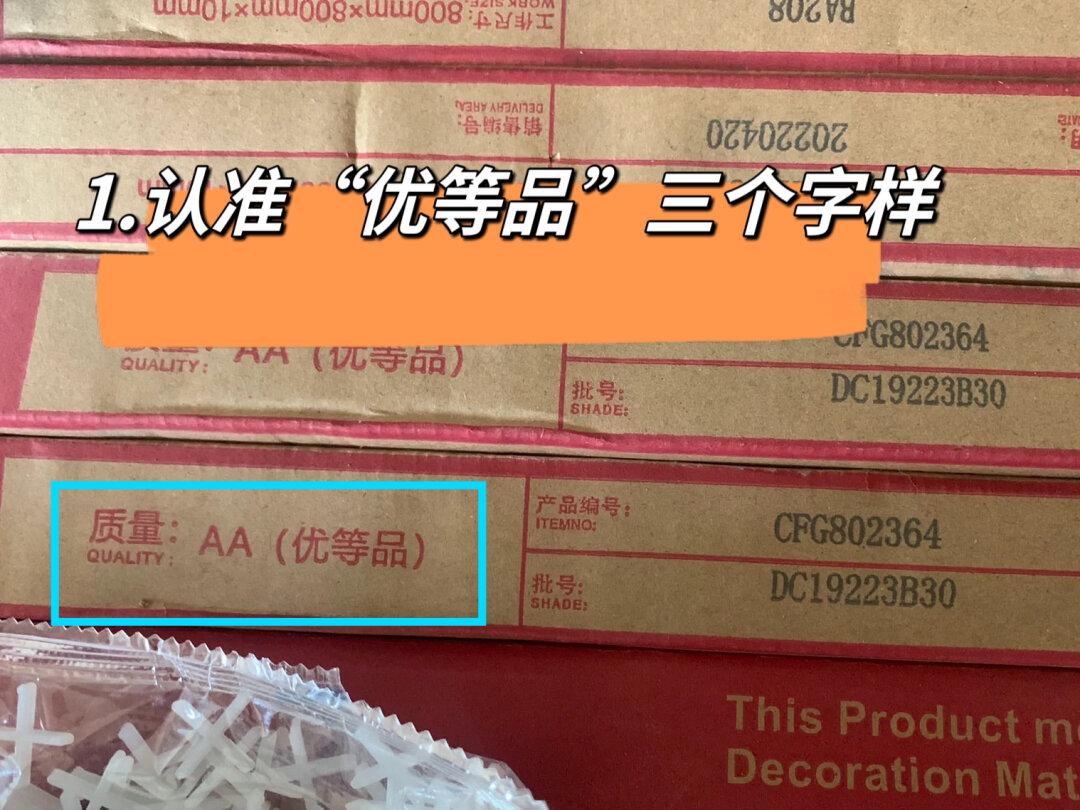 工作尺寸:
WORK SIZE:
800mm×800mm×10mm
RA208
销售编号:
DELIVERY AREA:
20220420
1.认准“优等品”三个字样
AA（优等品）
QUALITY:
CFG802364
批号:
SHADE:
DC19223B30
质量:
QUALITY:
AA（优等品）
产品编号:
ITEMNO:
CFG802364
批号:
SHADE:
DC19223B30
This Product
Decoration